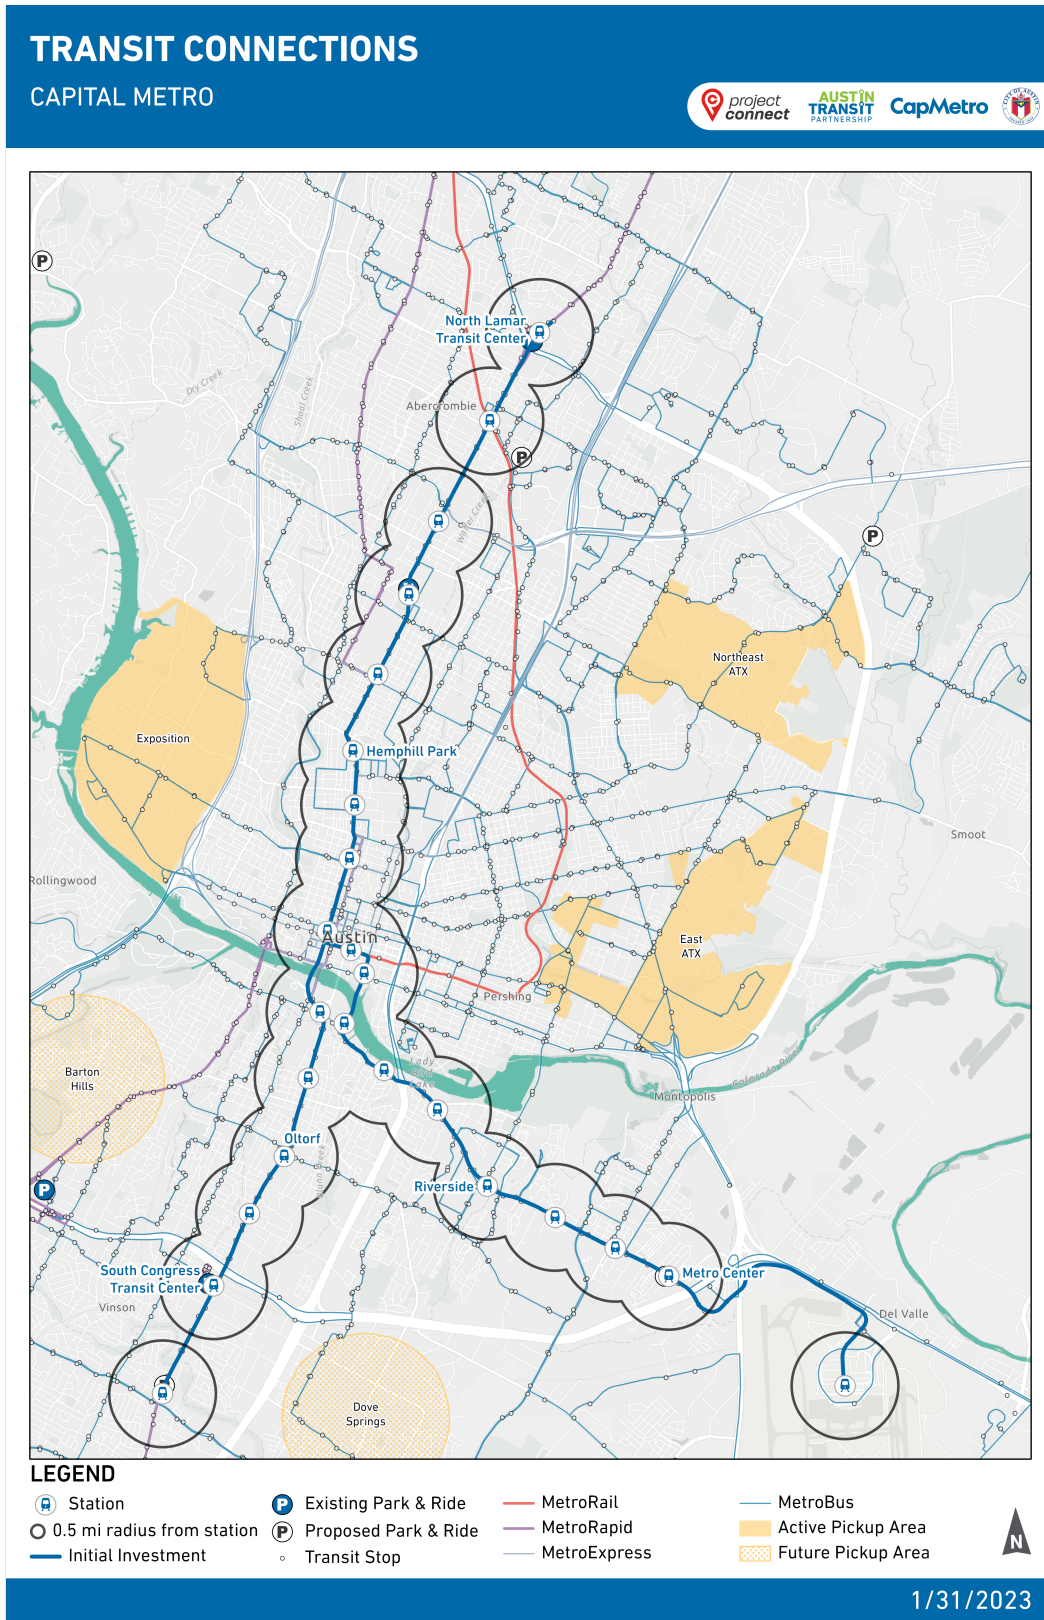 TRANSIT CONNECTIONS
CAPITAL METRO
project
connect
AUSTIN
TRANSIT
PARTNERSHIP
CapMetro
P
North Lamar
Transit Center
Dry Creek
Shoal Creek
Abercrombie
P
P
Northeast
ATX
Exposition
Hemphill Park
Smoot
Rollingwood
Austin
East
ATX
Pershing
Lady
Bird
Lake
Colorado River
Barton
Hills
Montopolis
Oltorf
Riverside
P
South Congress
Transit Center
Metro Center
Vinson
Del Valle
Dove
Springs
LEGEND
Station
0.5 mi radius from station
Initial Investment
P Existing Park & Ride
P Proposed Park & Ride
Transit Stop
MetroRail
MetroRapid
MetroExpress
MetroBus
Active Pickup Area
Future Pickup Area
N
1/31/2023